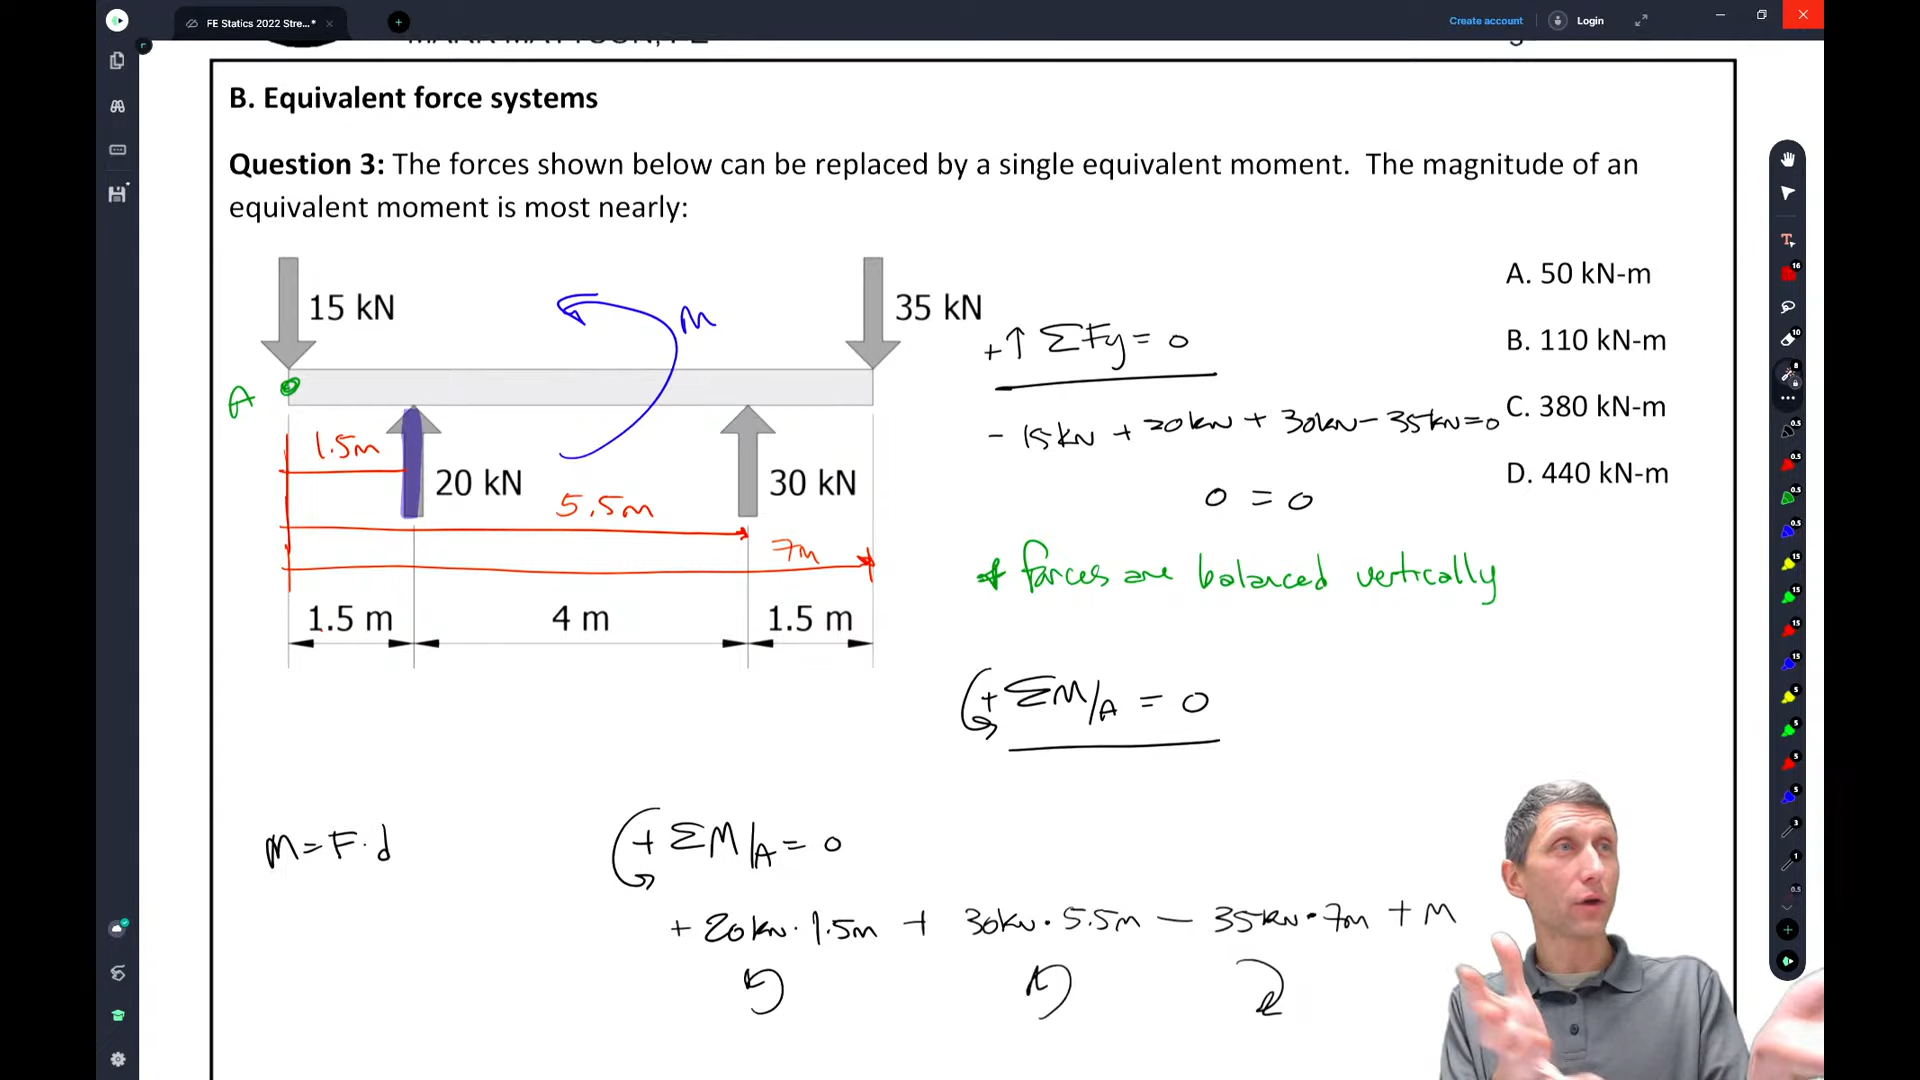 FE Statics 2022 Stre...*
Create account
Login
B. Equivalent force systems
Question 3: The forces shown below can be replaced by a single equivalent moment. The magnitude of an
equivalent moment is most nearly:
15 kN
M
35 kN
A
1.5m
20 kN
5.5m
30 kN
7m
1.5 m
4 m
1.5 m
A. 50 kN-m
B. 110 kN-m
C. 380 kN-m
D. 440 kN-m
+↑ ΣFy = 0
- 15kN + 20kN + 30kN - 35kN = 0
0 = 0
* forces are balanced vertically
+ ΣM/A = 0
M = F·d
+ ΣM/A = 0
+ 20kN · 1.5m + 30kN · 5.5m - 35kN · 7m + M